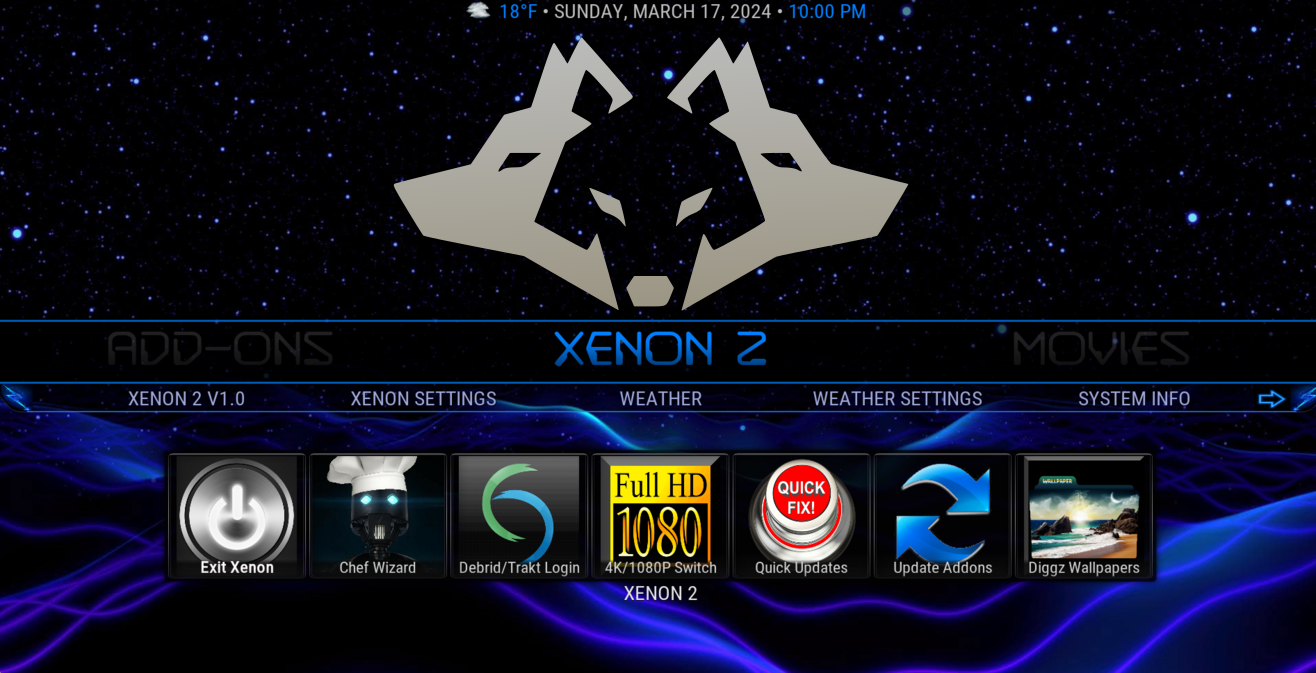 18°F • SUNDAY, MARCH 17, 2024 • 10:00 PM
ADD-ONS XENON 2 MOVIES
XENON 2 V1.0 XENON SETTINGS WEATHER WEATHER SETTINGS SYSTEM INFO
WALLPAPER
Full HD
1080
QUICK
FIX!
Exit Xenon Chef Wizard Debrid/Trakt Login 4K/1080P Switch Quick Updates Update Addons Diggz Wallpapers
XENON 2